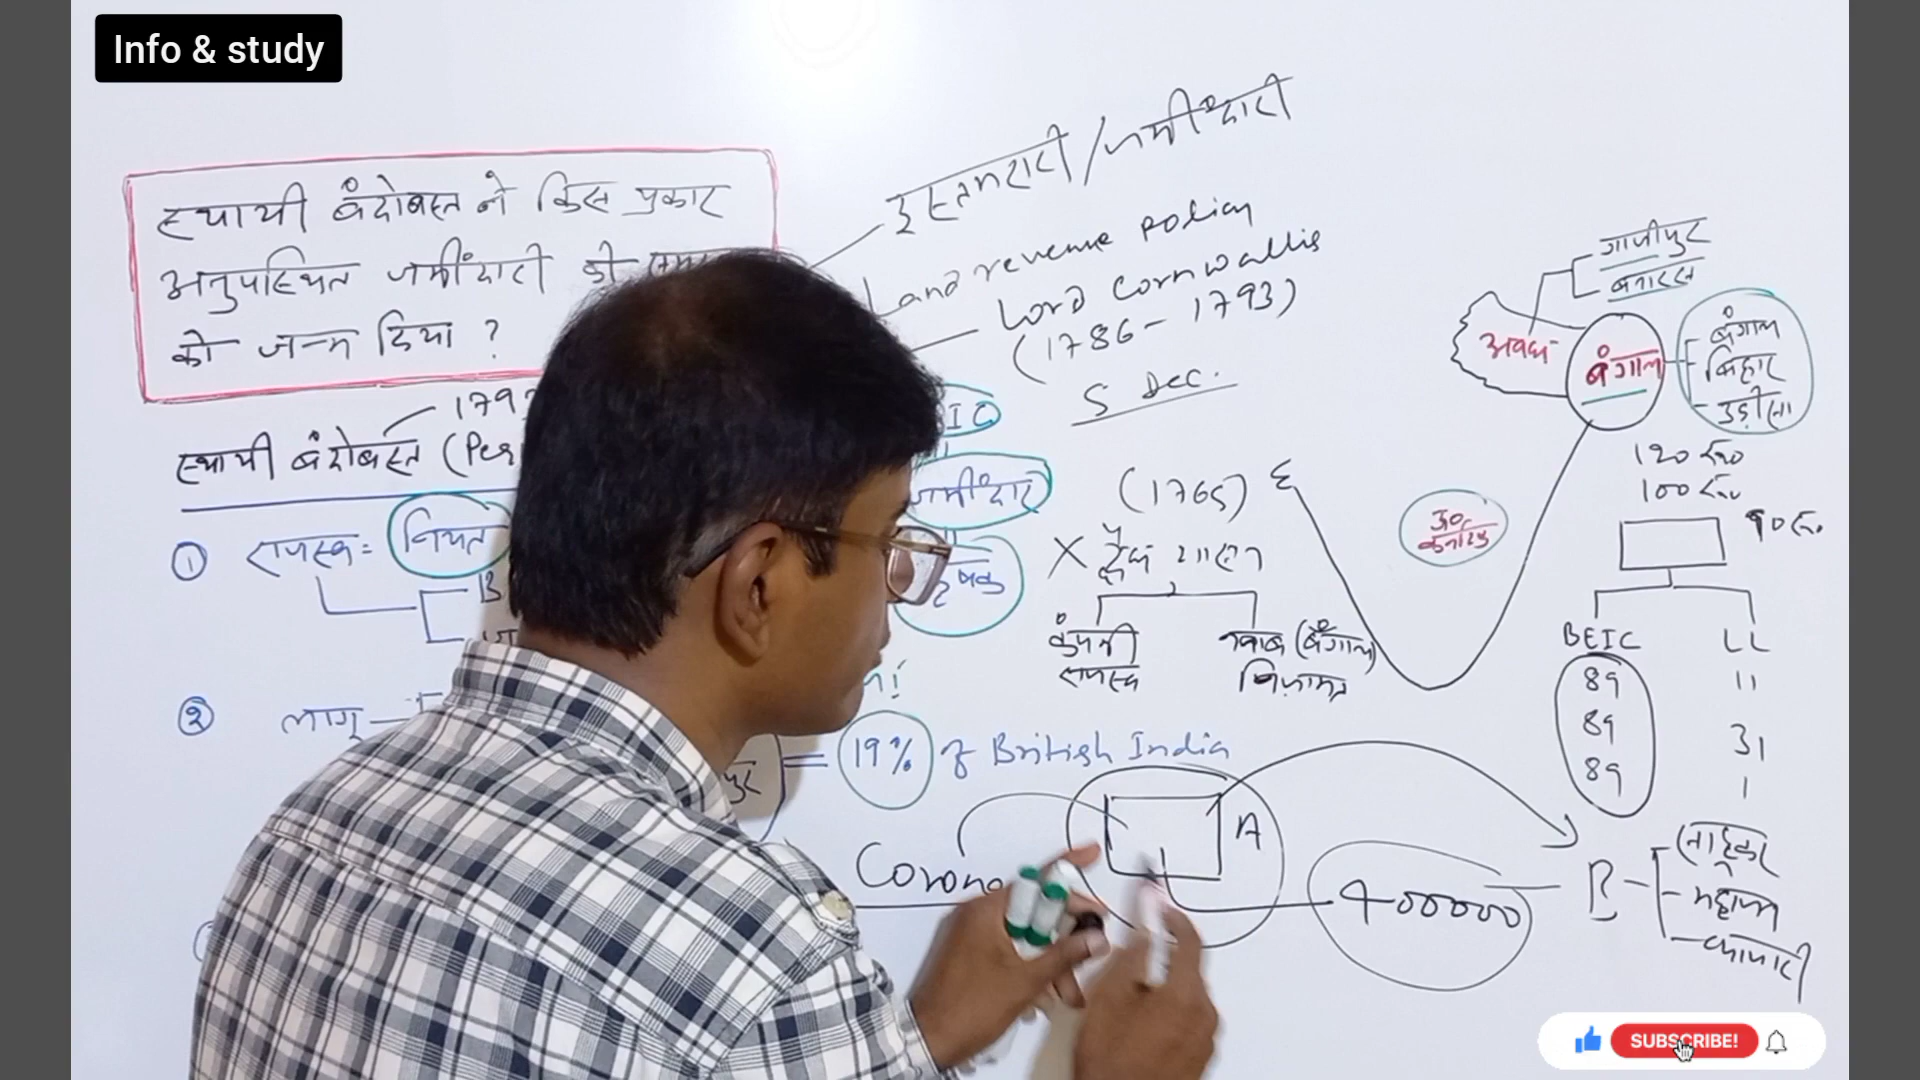 Info & study
स्थायी बंदोबस्त ने किस प्रकार
अनुपस्थित जमींदारी की
को जन्म दिया ?
इस्तमरारी / जमींदारी
Land revenue policy
Lord Cornwallis
(1786 - 1793)
5 Dec.
1793
स्थायी बंदोबस्त (Per
① राजस्व = नियत
B
② लागू
जमींदार
= 19% of British India
Corona
A
(1765) ई
X द्वैध शासन
कंपनी
राजस्व
नवाब (बंगाल)
निज़ामत
गाजीपुर
बनारस
अवध
बंगाल
बंगाल
बिहार
उड़ीसा
उ०
कर्नाटक
120 रू०
100 रू०
90 रू०
BEIC
LL
89
11
89
31
89
1
B
साहूकार
महाजन
व्यापारी
SUBSCRIBE!